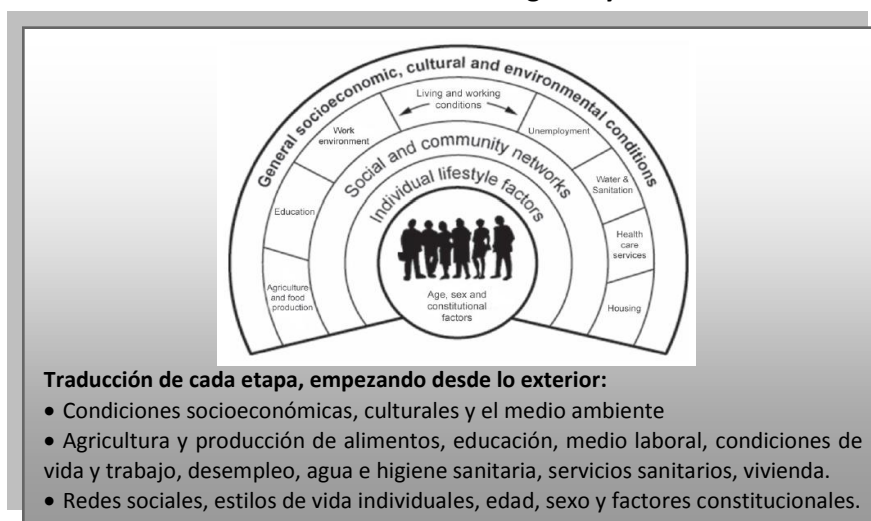 General socioeconomic, cultural and environmental conditions
Living and working
conditions
Work
environment
Unemployment
Social and community networks
Individual lifestyle factors
Water &
Sanitation
Education
Health
care
services
Agriculture
and food
production
Housing
Age, sex and
constitutional
factors
Traducción de cada etapa, empezando desde lo exterior:
• Condiciones socioeconómicas, culturales y el medio ambiente
• Agricultura y producción de alimentos, educación, medio laboral, condiciones de
vida y trabajo, desempleo, agua e higiene sanitaria, servicios sanitarios, vivienda.
• Redes sociales, estilos de vida individuales, edad, sexo y factores constitucionales.